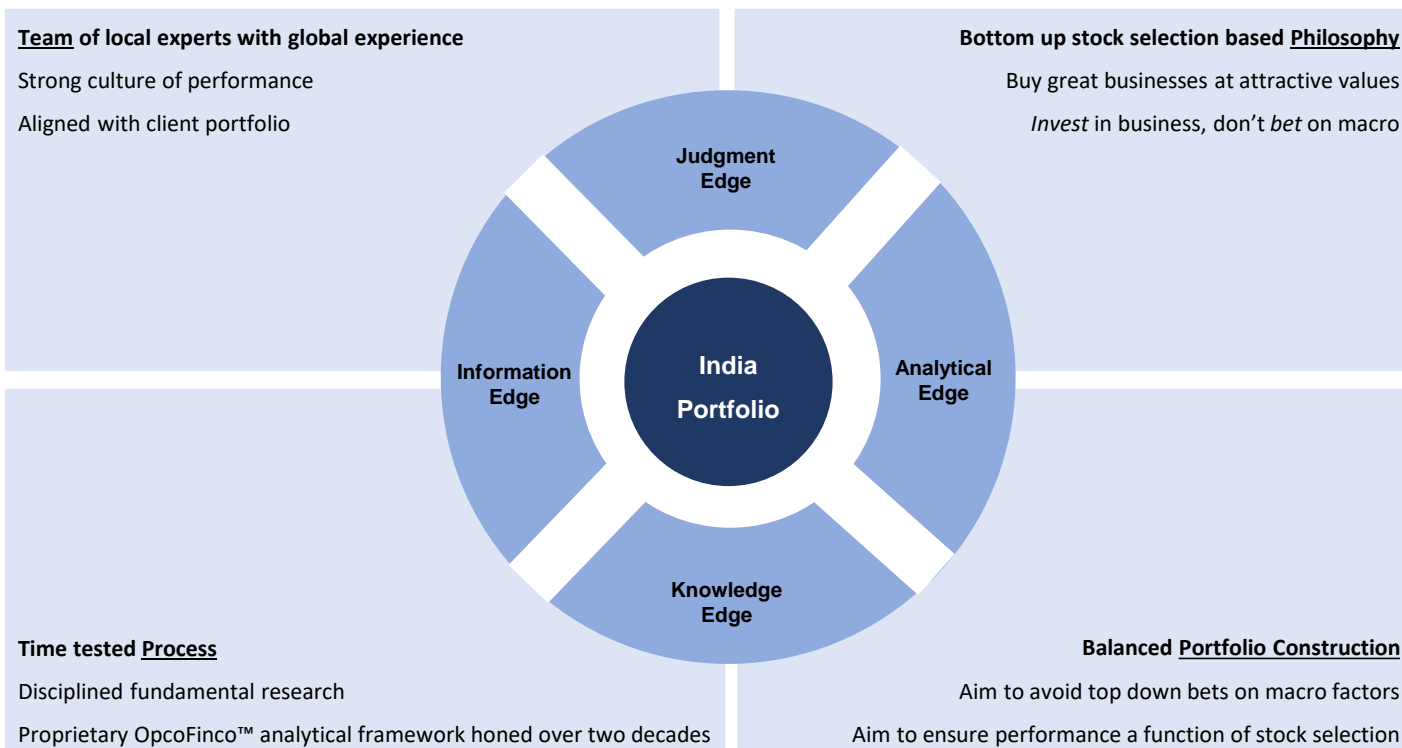 Team of local experts with global experience
Strong culture of performance
Aligned with client portfolio
Bottom up stock selection based Philosophy
Buy great businesses at attractive values
Invest in business, don’t bet on macro
Judgment
Edge
Information
Edge
India
Portfolio
Analytical
Edge
Knowledge
Edge
Time tested Process
Disciplined fundamental research
Proprietary OpcoFinco™ analytical framework honed over two decades
Balanced Portfolio Construction
Aim to avoid top down bets on macro factors
Aim to ensure performance a function of stock selection